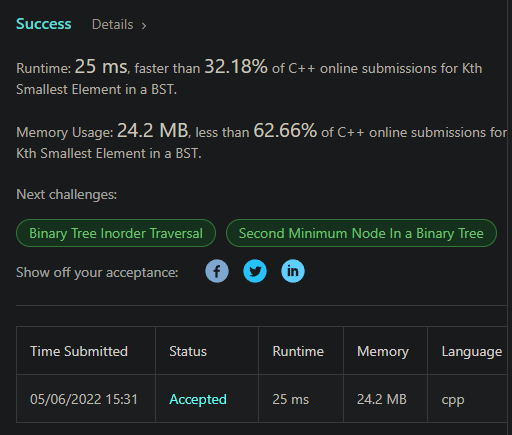 Success Details >
Runtime: 25 ms, faster than 32.18% of C++ online submissions for Kth
Smallest Element in a BST.
Memory Usage: 24.2 MB, less than 62.66% of C++ online submissions for
Kth Smallest Element in a BST.
Next challenges:
Binary Tree Inorder Traversal Second Minimum Node In a Binary Tree
Show off your acceptance: f in
Time Submitted Status Runtime Memory Language
05/06/2022 15:31 Accepted 25 ms 24.2 MB cpp